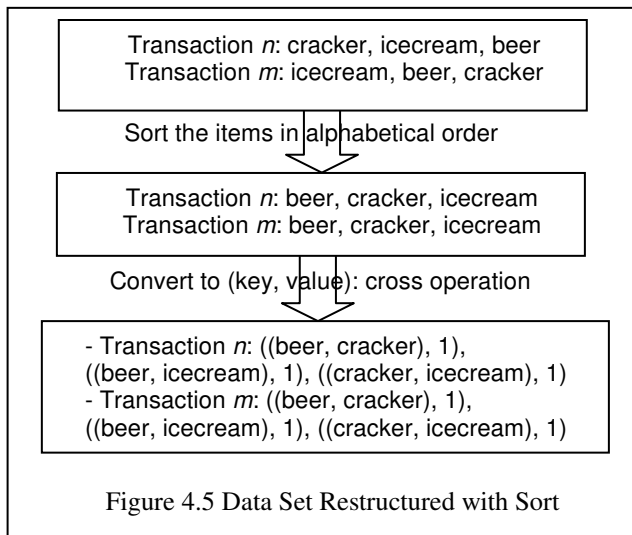 Transaction n: cracker, icecream, beer
Transaction m: icecream, beer, cracker
Sort the items in alphabetical order
Transaction n: beer, cracker, icecream
Transaction m: beer, cracker, icecream
Convert to (key, value): cross operation
- Transaction n: ((beer, cracker), 1),
((beer, icecream), 1), ((cracker, icecream), 1)
- Transaction m: ((beer, cracker), 1),
((beer, icecream), 1), ((cracker, icecream), 1)
Figure 4.5 Data Set Restructured with Sort